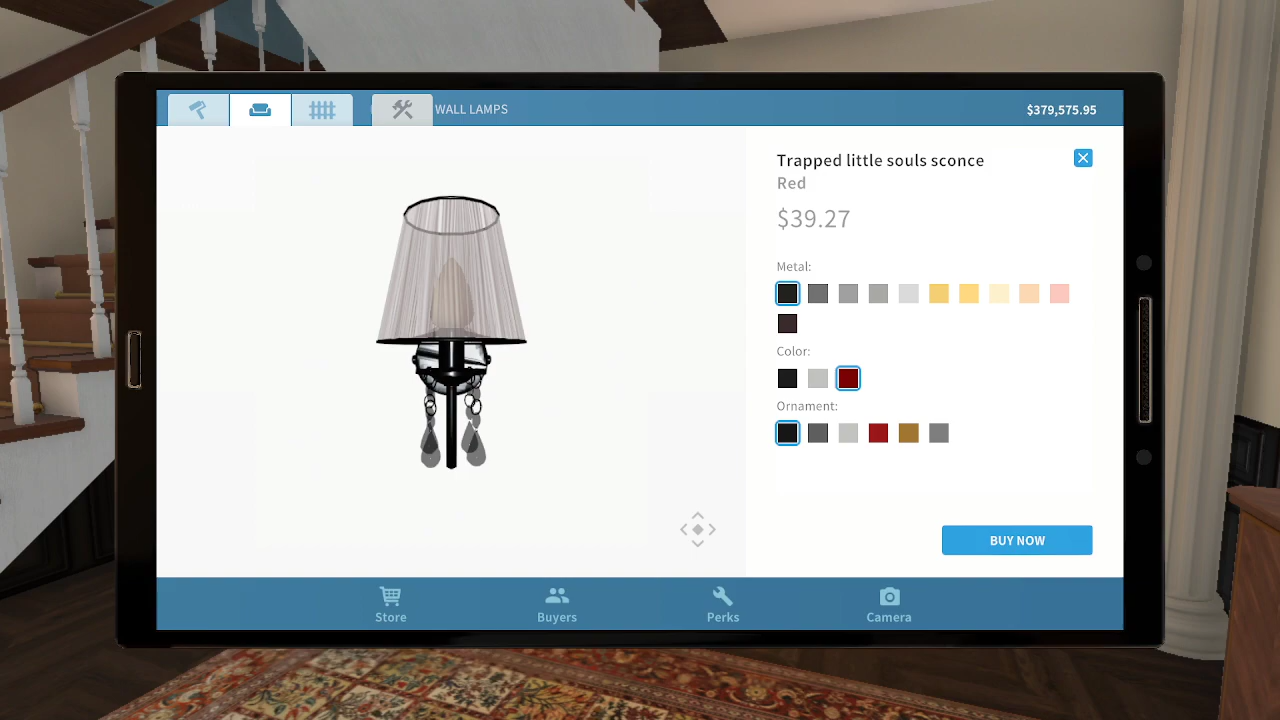 WALL LAMPS
$379,575.95
Trapped little souls sconce
Red
$39.27
Metal:
Color:
Ornament:
BUY NOW
Store
Buyers
Perks
Camera